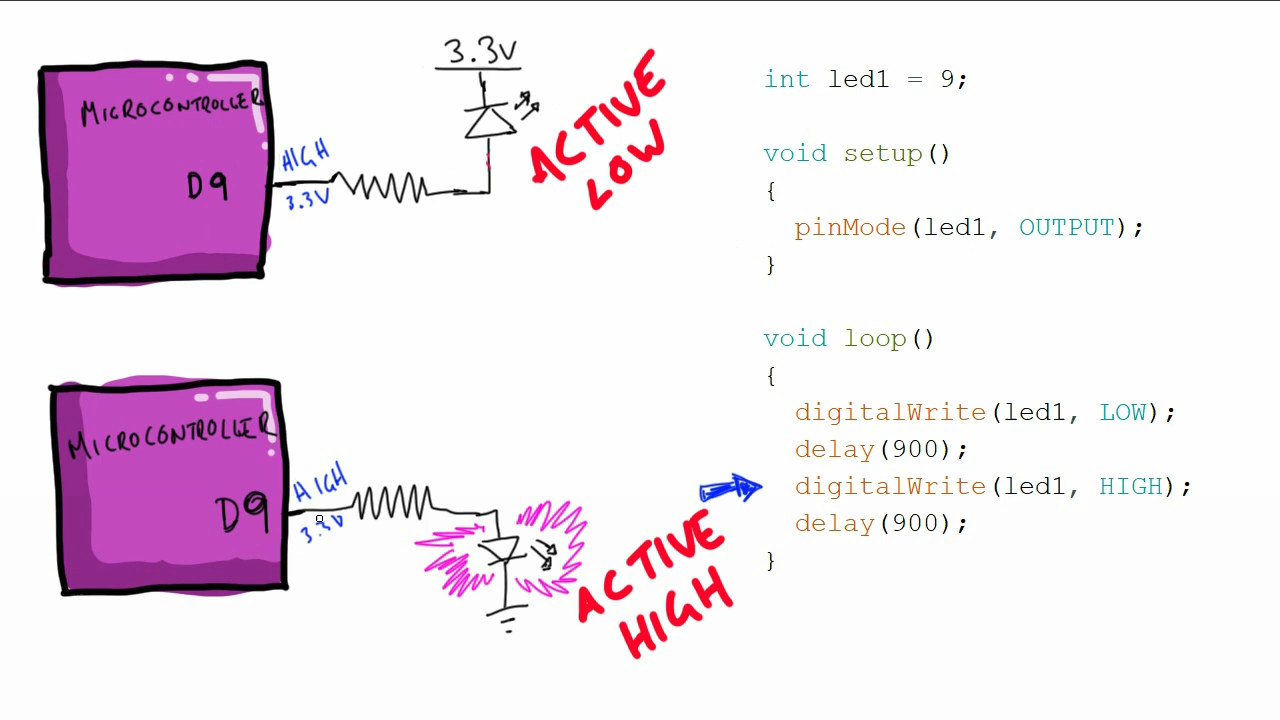 3.3V
MICROCONTROLLER
HIGH
D9
3.3V
ACTIVE
LOW
MICROCONTROLLER
HIGH
D9
3.3V
ACTIVE
HIGH
int led1 = 9;
void setup()
{
pinMode(led1, OUTPUT);
}
void loop()
{
digitalWrite(led1, LOW);
delay(900);
digitalWrite(led1, HIGH);
delay(900);
}